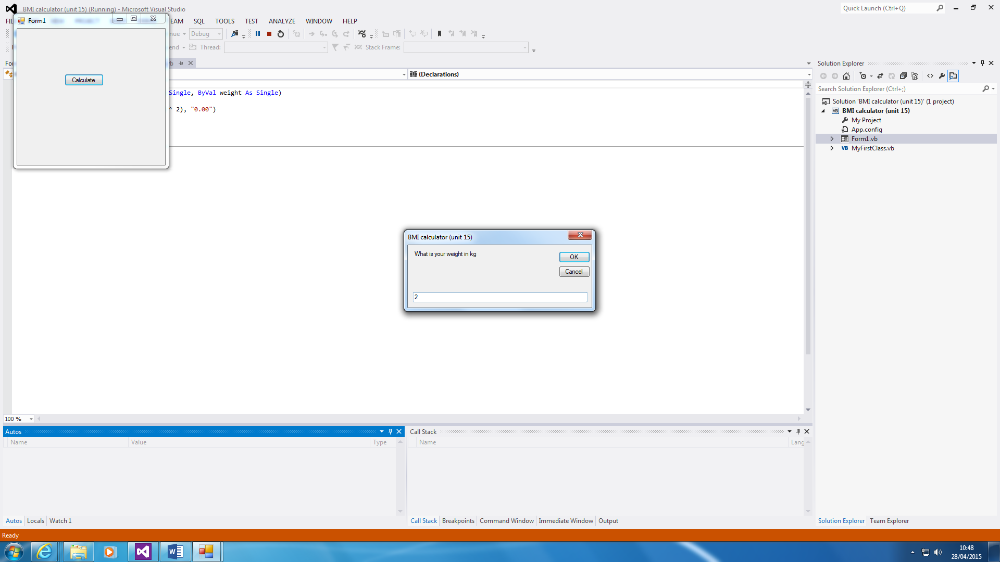 BMI calculator (unit 15) (Running) - Microsoft Visual Studio
Quick Launch (Ctrl+Q)
Form1
TEAM SQL TOOLS TEST ANALYZE WINDOW HELP
Debug
Thread:
Stack Frame:
(Declarations)
Calculate
Single, ByVal weight As Single)
^ 2), "0.00")
Solution Explorer
Search Solution Explorer (Ctrl+;)
Solution 'BMI calculator (unit 15)' (1 project)
BMI calculator (unit 15)
My Project
App.config
Form1.vb
MyFirstClass.vb
BMI calculator (unit 15)
What is your weight in kg
OK
Cancel
2
100 %
Autos
Name Value Type
Call Stack
Name Lang
Autos Locals Watch 1
Call Stack Breakpoints Command Window Immediate Window Output
Solution Explorer Team Explorer
Ready
10:48
28/04/2015